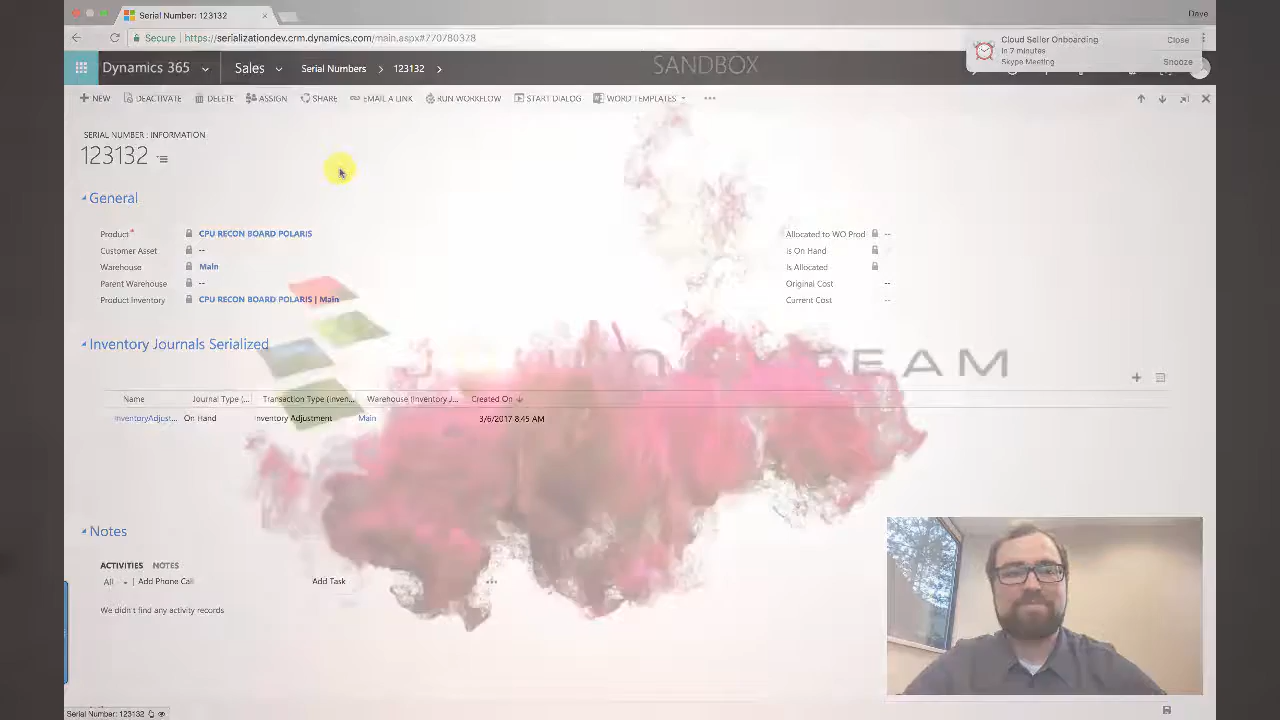 Serial Number: 123132 ×
Dave
Secure | https://serializationdev.crm.dynamics.com/main.aspx#770780378
Cloud Seller Onboarding
In 7 minutes
Skype Meeting
Close
Snooze
Dynamics 365
Sales
Serial Numbers
123132
SANDBOX
NEW
DEACTIVATE
DELETE
ASSIGN
SHARE
EMAIL A LINK
RUN WORKFLOW
START DIALOG
WORD TEMPLATES
SERIAL NUMBER : INFORMATION
123132
General
Product* CPU RECON BOARD POLARIS
Customer Asset --
Warehouse Main
Parent Warehouse --
Product Inventory CPU RECON BOARD POLARIS | Main
Allocated to WO Prod --
Is On Hand
Is Allocated
Original Cost --
Current Cost --
Inventory Journals Serialized
EAM
Name Journal Type (... Transaction Type (Inven... Warehouse (Inventory J... Created On
InventoryAdjust... On Hand Inventory Adjustment Main 3/6/2017 8:45 AM
Notes
ACTIVITIES NOTES
All | Add Phone Call Add Task ...
We didn't find any activity records
Serial Number: 123132